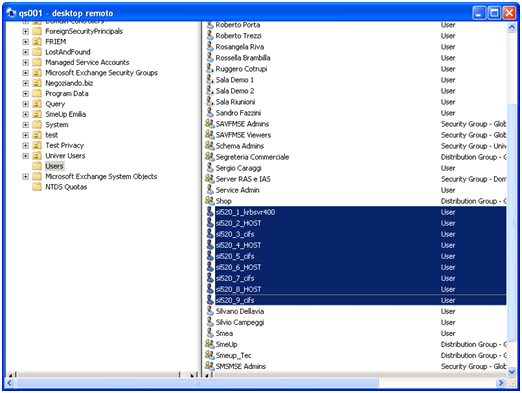 qs001 - desktop remoto
Domain Controllers
ForeignSecurityPrincipals
FRIEM
LostAndFound
Managed Service Accounts
Microsoft Exchange Security Groups
Negoziando.biz
Program Data
Query
SmeUp Emilia
System
test
Test Privacy
Univer Users
Users
Microsoft Exchange System Objects
NTDS Quotas
Roberto Porta User
Roberto Trezzi User
Rosangela Riva User
Rossella Brambilla User
Ruggero Cotrupi User
Sala Demo 1 User
Sala Demo 2 User
Sala Riunioni User
Sandro Fazzini User
SAVFMSE Admins Security Group - Glob
SAVFMSE Viewers Security Group - Glob
Schema Admins Security Group - Univ
Segreteria Commerciale Distribution Group - G
Sergio Caraggi User
Server RAS e IAS Security Group - Dom
Service Admin User
Shop Distribution Group - G
si520_1_krbsvr400 User
si520_2_HOST User
si520_3_cifs User
si520_4_HOST User
si520_5_cifs User
si520_6_HOST User
si520_7_cifs User
si520_8_HOST User
si520_9_cifs User
Silvano Dellavia User
Silvio Campeggi User
Smea User
SmeUp Distribution Group - G
Smeup_Tec Distribution Group - G
SMSMSE Admins Security Group - Glob